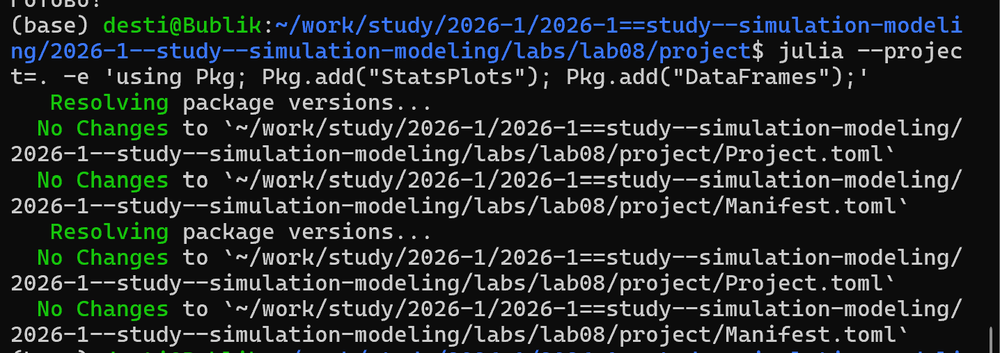 готово!
(base) desti@Bublik:~/work/study/2026-1/2026-1==study--simulation-modeli
ng/2026-1--study--simulation-modeling/labs/lab08/project$ julia --projec
t=. -e 'using Pkg; Pkg.add("StatsPlots"); Pkg.add("DataFrames");'
   Resolving package versions...
  No Changes to `~/work/study/2026-1/2026-1==study--simulation-modeling/
2026-1--study--simulation-modeling/labs/lab08/project/Project.toml`
  No Changes to `~/work/study/2026-1/2026-1==study--simulation-modeling/
2026-1--study--simulation-modeling/labs/lab08/project/Manifest.toml`
   Resolving package versions...
  No Changes to `~/work/study/2026-1/2026-1==study--simulation-modeling/
2026-1--study--simulation-modeling/labs/lab08/project/Project.toml`
  No Changes to `~/work/study/2026-1/2026-1==study--simulation-modeling/
2026-1--study--simulation-modeling/labs/lab08/project/Manifest.toml`